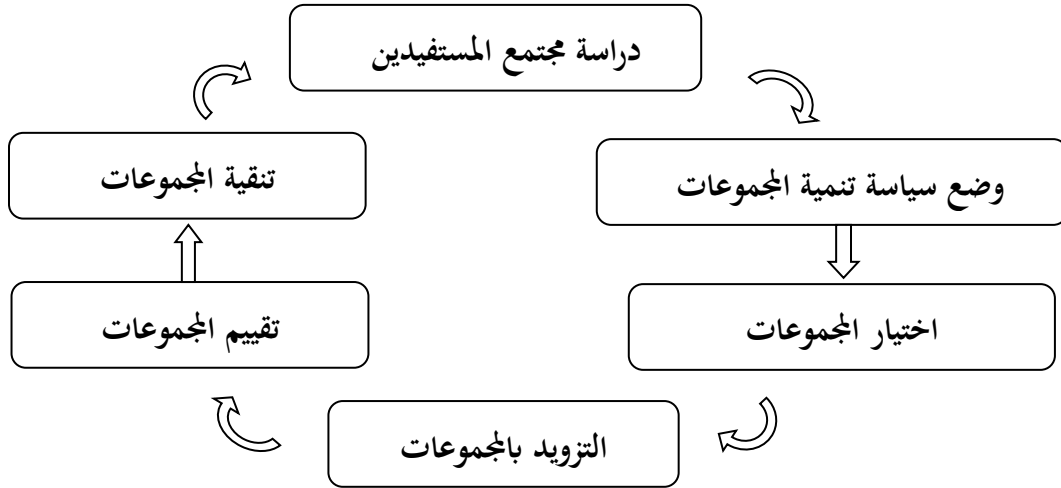 دراسة مجتمع المستفيدين
وضع سياسة تنمية المجموعات
اختيار المجموعات
التزويد بالمجموعات
تقييم المجموعات
تنقية المجموعات